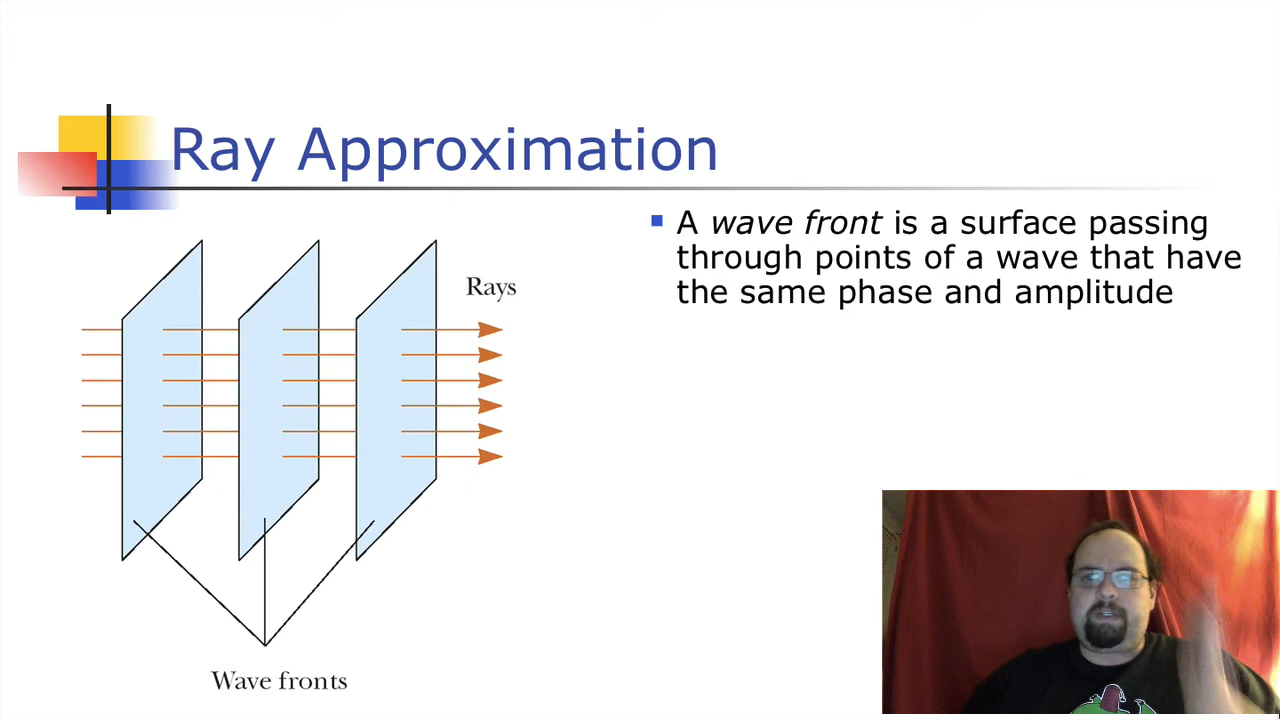 Ray Approximation
A wave front is a surface passing
through points of a wave that have
the same phase and amplitude
Rays
Wave fronts